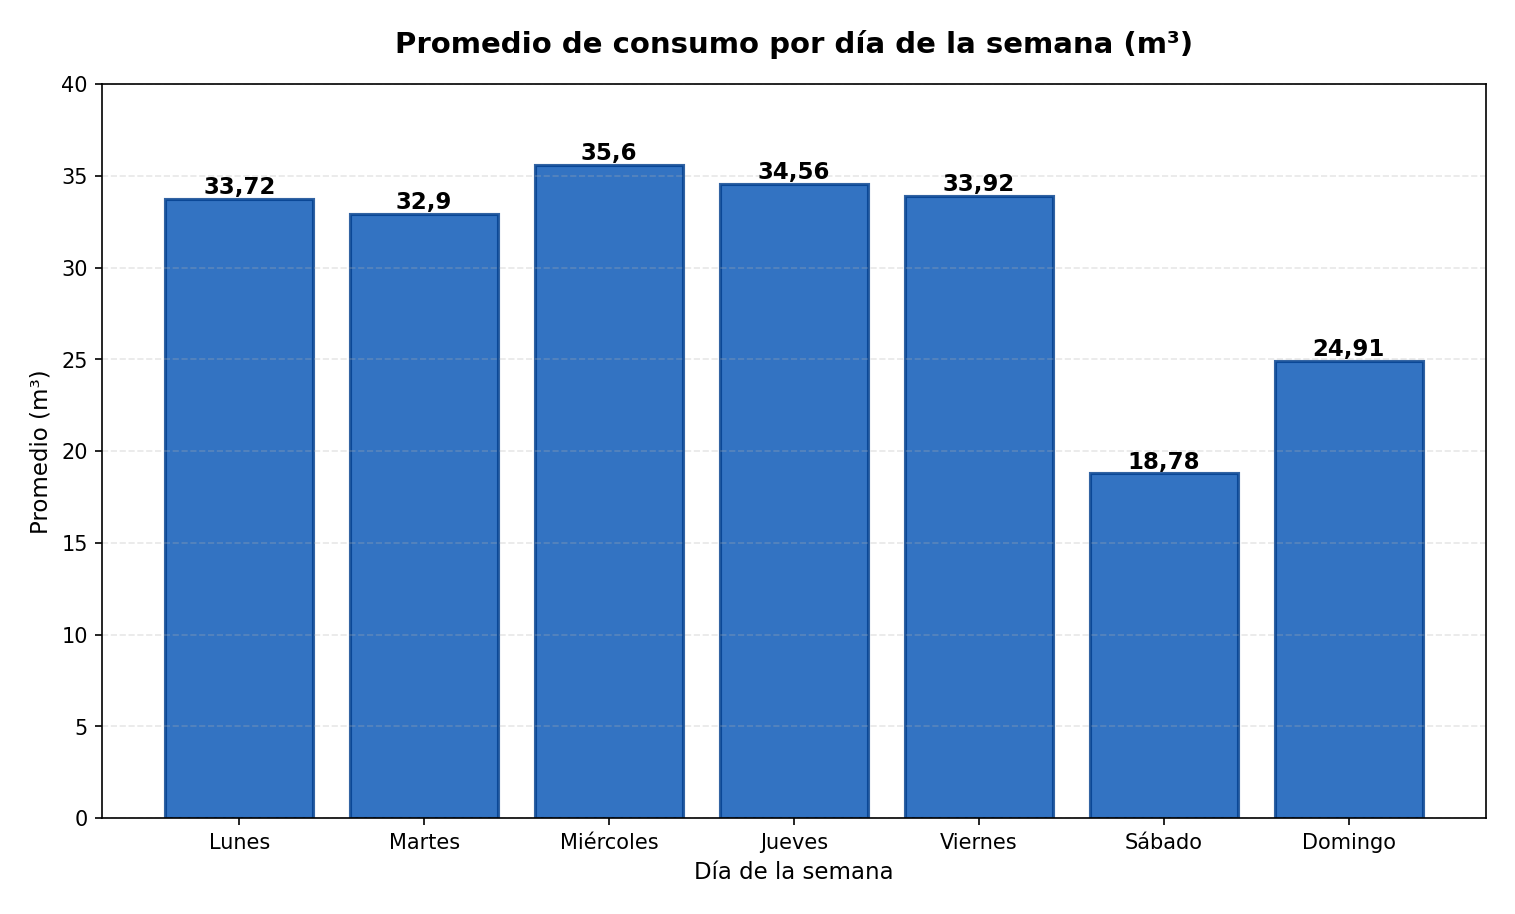 Promedio de consumo por día de la semana (m³)
Promedio (m³)
40
35
30
25
20
15
10
5
0
33,72
32,9
35,6
34,56
33,92
18,78
24,91
Lunes
Martes
Miércoles
Jueves
Viernes
Sábado
Domingo
Día de la semana